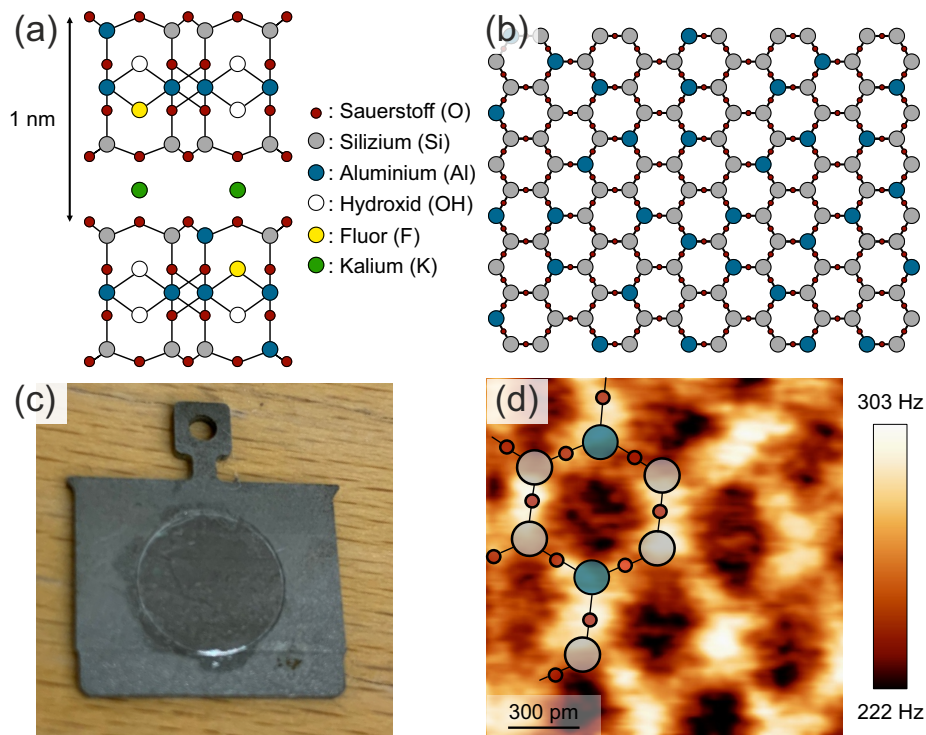 (a)
1 nm
: Sauerstoff (O)
: Silizium (Si)
: Aluminium (Al)
: Hydroxid (OH)
: Fluor (F)
: Kalium (K)
(b)
(c)
(d)
300 pm
303 Hz
222 Hz